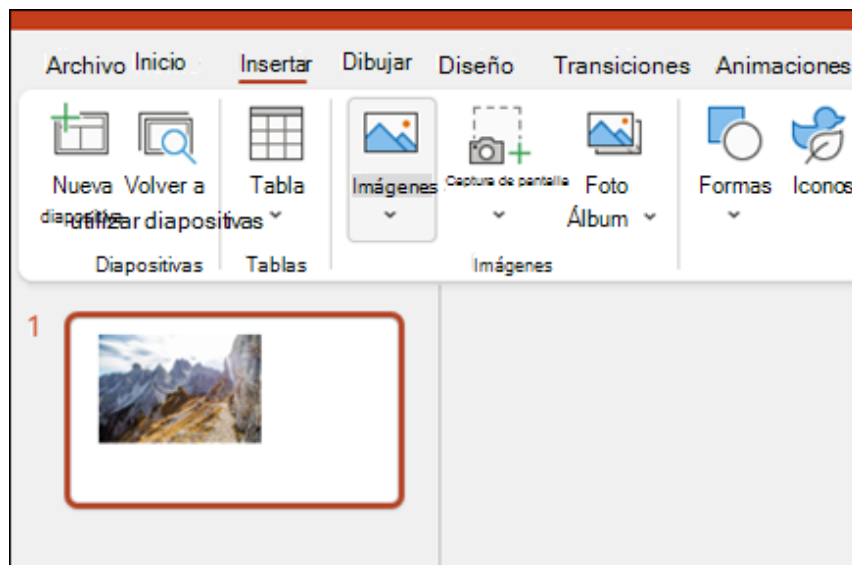 Archivo Inicio Insertar Dibujar Diseño Transiciones Animaciones
Nueva Volver a Tabla Imágenes Captura de pantalla Foto Formas Iconos
diapositiva utilizar diapositivas Álbum
Diapositivas Tablas Imágenes
1